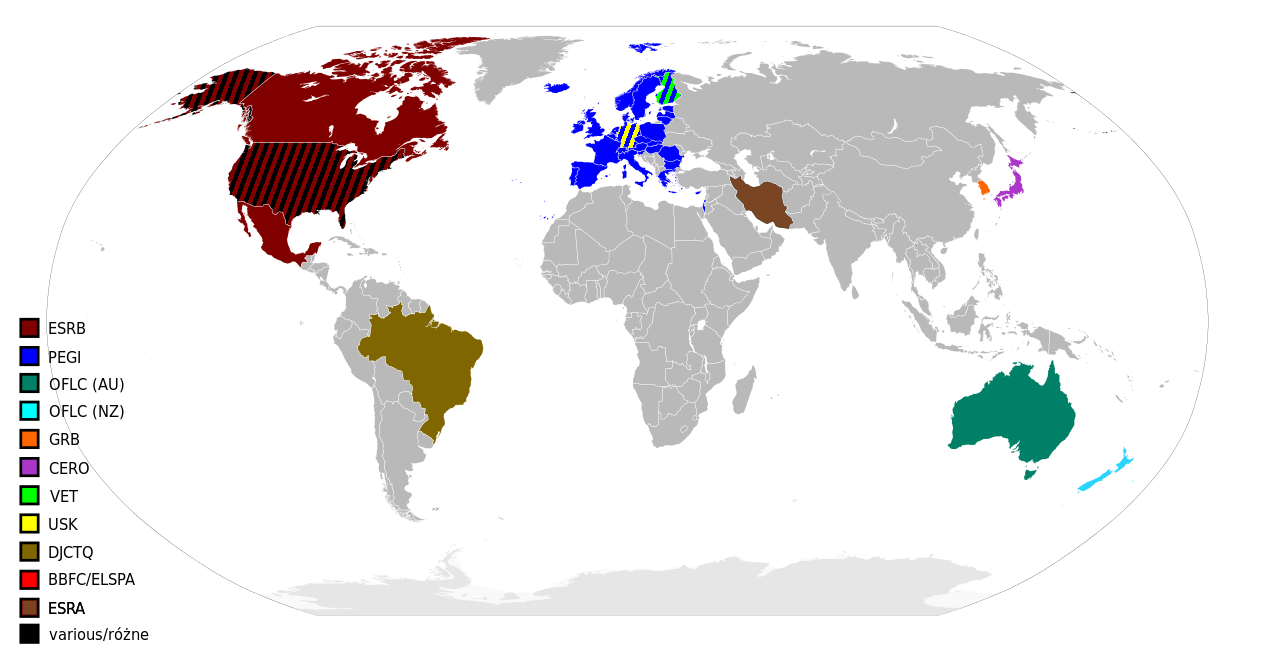 ESRB
PEGI
OFLC (AU)
OFLC (NZ)
GRB
CERO
VET
USK
DJCTQ
BBFC/ELSPA
ESRA
various/różne